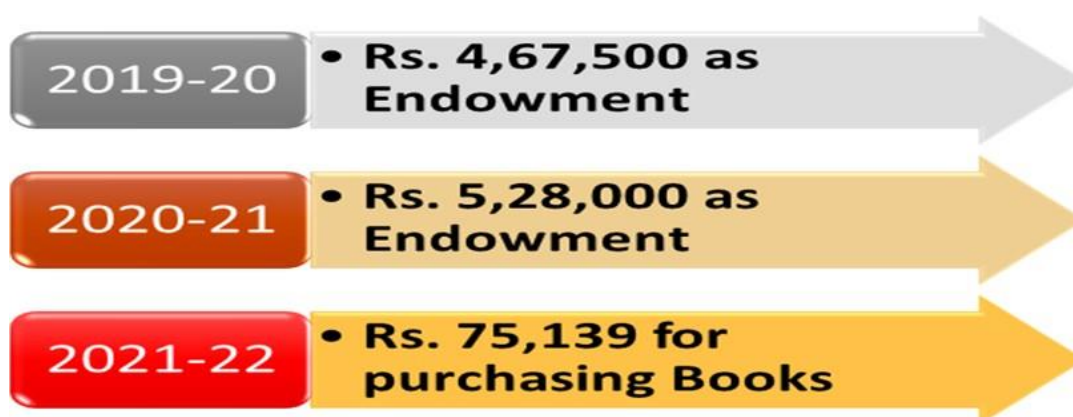 2019-20
• Rs. 4,67,500 as
Endowment
2020-21
• Rs. 5,28,000 as
Endowment
2021-22
• Rs. 75,139 for
purchasing Books